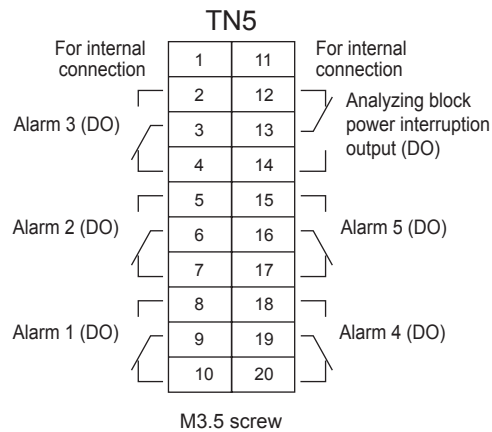 TN5
For internal
connection
1 11
For internal
connection
2 12
Alarm 3 (DO)
3 13
4 14
Analyzing block
power interruption
output (DO)
5 15
Alarm 2 (DO)
6 16
Alarm 5 (DO)
7 17
8 18
Alarm 1 (DO)
9 19
Alarm 4 (DO)
10 20
M3.5 screw